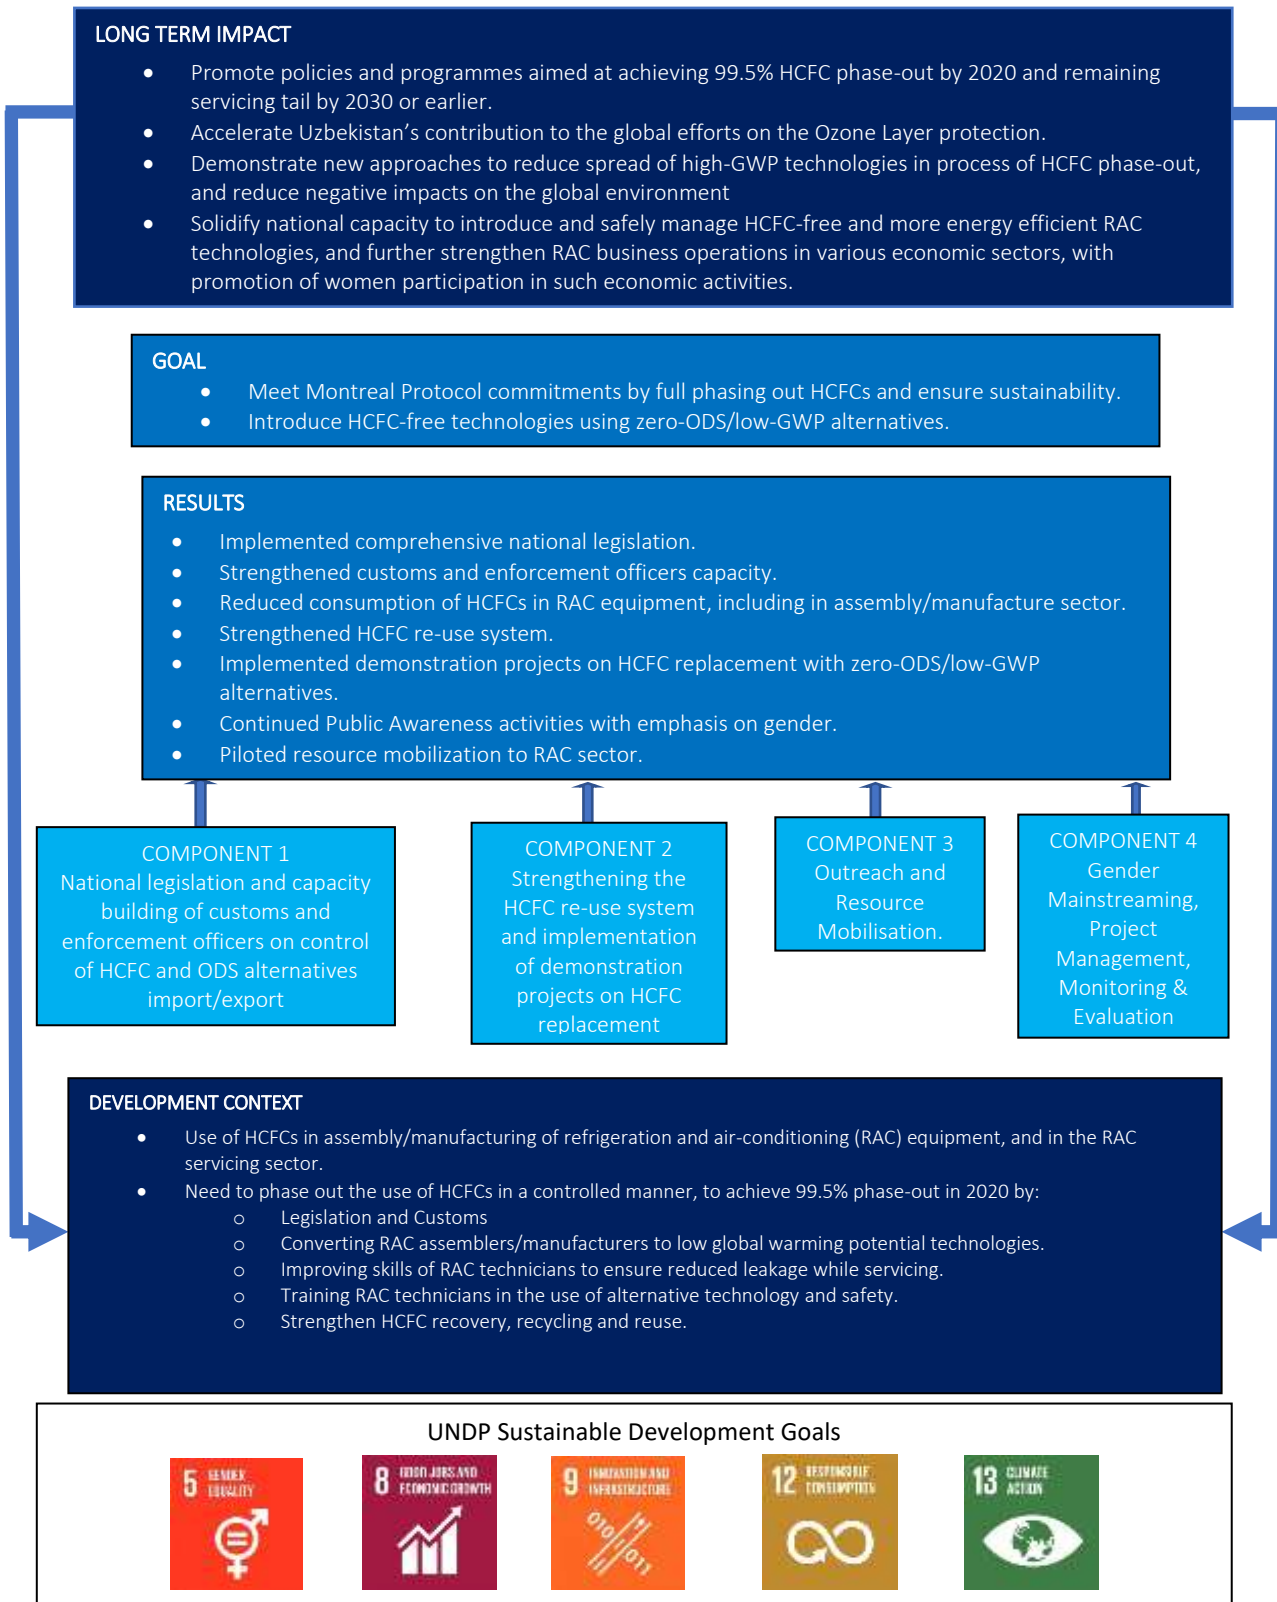 LONG TERM IMPACT
• Promote policies and programmes aimed at achieving 99.5% HCFC phase-out by 2020 and remaining
servicing tail by 2030 or earlier.
• Accelerate Uzbekistan’s contribution to the global efforts on the Ozone Layer protection.
• Demonstrate new approaches to reduce spread of high-GWP technologies in process of HCFC phase-out,
and reduce negative impacts on the global environment
• Solidify national capacity to introduce and safely manage HCFC-free and more energy efficient RAC
technologies, and further strengthen RAC business operations in various economic sectors, with
promotion of women participation in such economic activities.
GOAL
• Meet Montreal Protocol commitments by full phasing out HCFCs and ensure sustainability.
• Introduce HCFC-free technologies using zero-ODS/low-GWP alternatives.
RESULTS
• Implemented comprehensive national legislation.
• Strengthened customs and enforcement officers capacity.
• Reduced consumption of HCFCs in RAC equipment, including in assembly/manufacture sector.
• Strengthened HCFC re-use system.
• Implemented demonstration projects on HCFC replacement with zero-ODS/low-GWP
alternatives.
• Continued Public Awareness activities with emphasis on gender.
• Piloted resource mobilization to RAC sector.
COMPONENT 1
National legislation and capacity
building of customs and
enforcement officers on control
of HCFC and ODS alternatives
import/export
COMPONENT 2
Strengthening the
HCFC re-use system
and implementation
of demonstration
projects on HCFC
replacement
COMPONENT 3
Outreach and
Resource
Mobilisation.
COMPONENT 4
Gender
Mainstreaming,
Project
Management,
Monitoring &
Evaluation
DEVELOPMENT CONTEXT
• Use of HCFCs in assembly/manufacturing of refrigeration and air-conditioning (RAC) equipment, and in the RAC
servicing sector.
• Need to phase out the use of HCFCs in a controlled manner, to achieve 99.5% phase-out in 2020 by:
o Legislation and Customs
o Converting RAC assemblers/manufacturers to low global warming potential technologies.
o Improving skills of RAC technicians to ensure reduced leakage while servicing.
o Training RAC technicians in the use of alternative technology and safety.
o Strengthen HCFC recovery, recycling and reuse.
UNDP Sustainable Development Goals
5 GENDER
EQUALITY
8 GOOD JOBS AND
ECONOMIC GROWTH
9 INNOVATION AND
INFRASTRUCTURE
12 RESPONSIBLE
CONSUMPTION
13 CLIMATE
ACTION